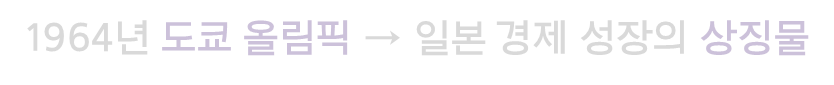 1964년 도쿄 올림픽 → 일본 경제 성장의 상징물